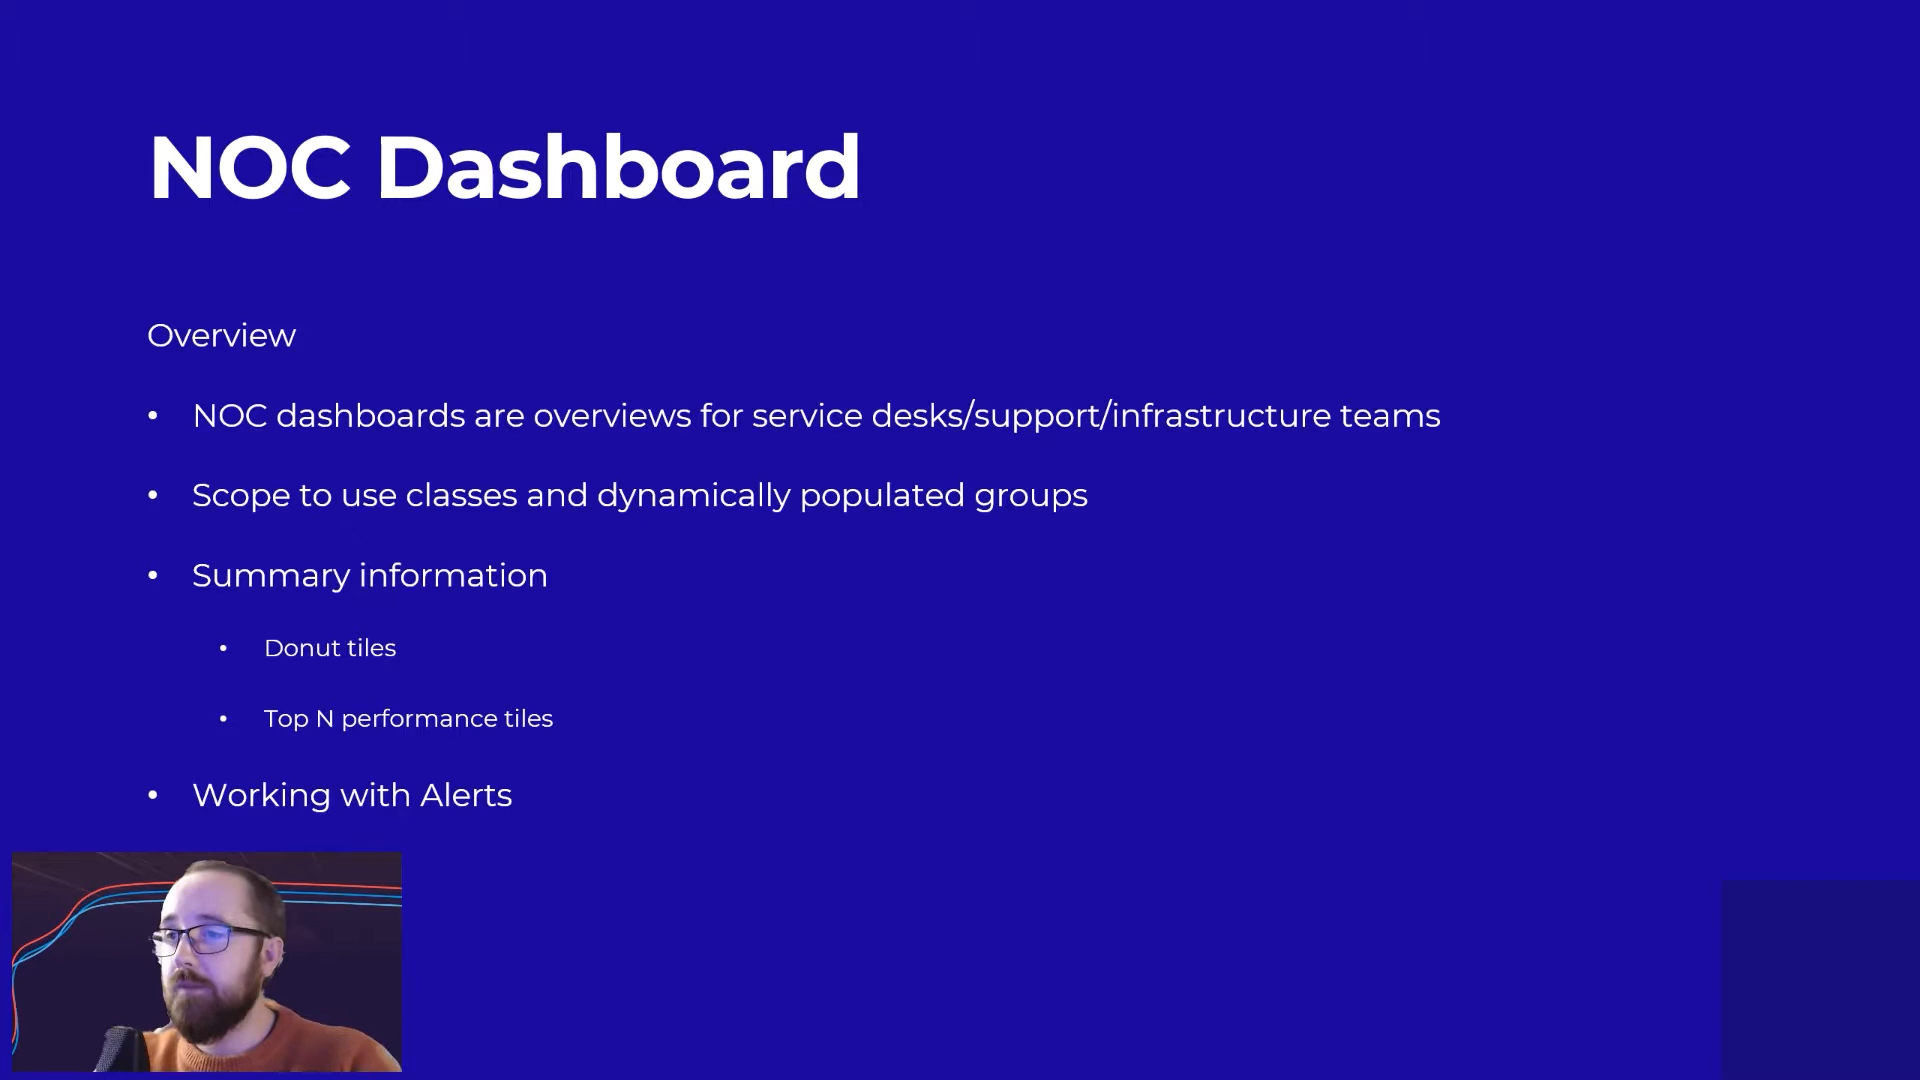 NOC Dashboard
Overview
• NOC dashboards are overviews for service desks/support/infrastructure teams
• Scope to use classes and dynamically populated groups
• Summary information
• Donut tiles
• Top N performance tiles
• Working with Alerts